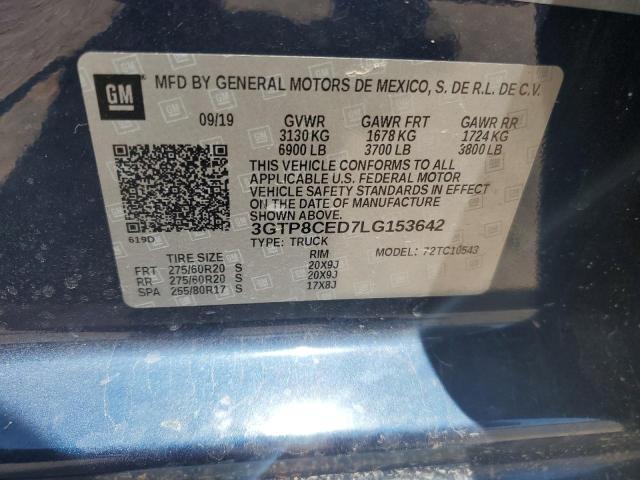 GM MFD BY GENERAL MOTORS DE MEXICO, S. DE R.L. DE C.V.
09/19 GVWR GAWR FRT GAWR RR
3130 KG 1678 KG 1724 KG
6900 LB 3700 LB 3800 LB
THIS VEHICLE CONFORMS TO ALL
APPLICABLE U.S. FEDERAL MOTOR
VEHICLE SAFETY STANDARDS IN EFFECT
ON THE DATE OF MANUFACTURE
SHOWN ABOVE.
619D 3GTP8CED7LG153642
TYPE: TRUCK MODEL: 72TC10543
TIRE SIZE RIM
FRT 275/60R20 S 20X9J
RR 275/60R20 S 20X9J
SPA 265/80R17 S 17X8J